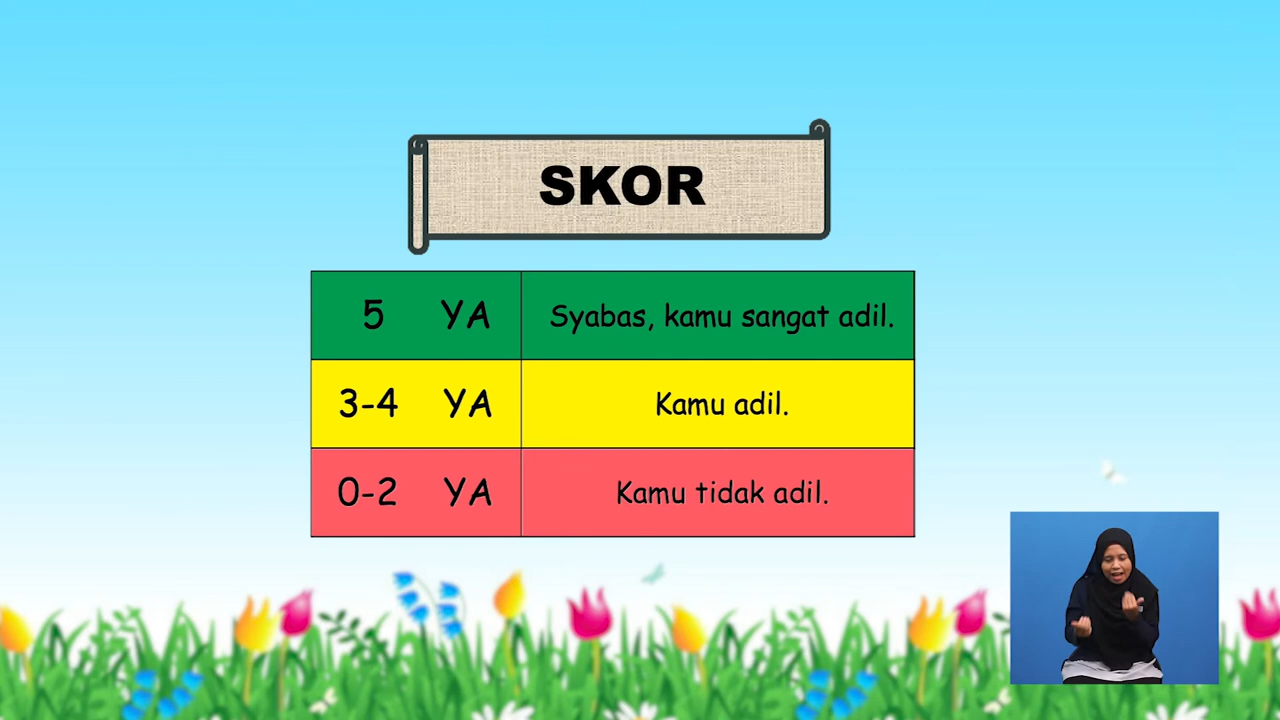 SKOR
5 YA Syabas, kamu sangat adil.
3-4 YA Kamu adil.
0-2 YA Kamu tidak adil.